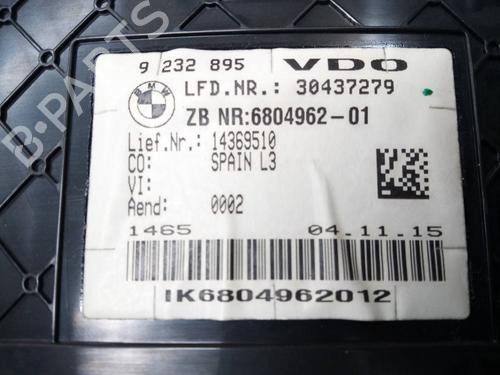 9 232 895 VDO
BMW LFD.NR.: 30437279
ZB NR:6804962-01
Lief.Nr.: 14369510
CO: SPAIN L3
VI:
Aend: 0002
1465 04.11.15
IK6804962012
B-PARTS